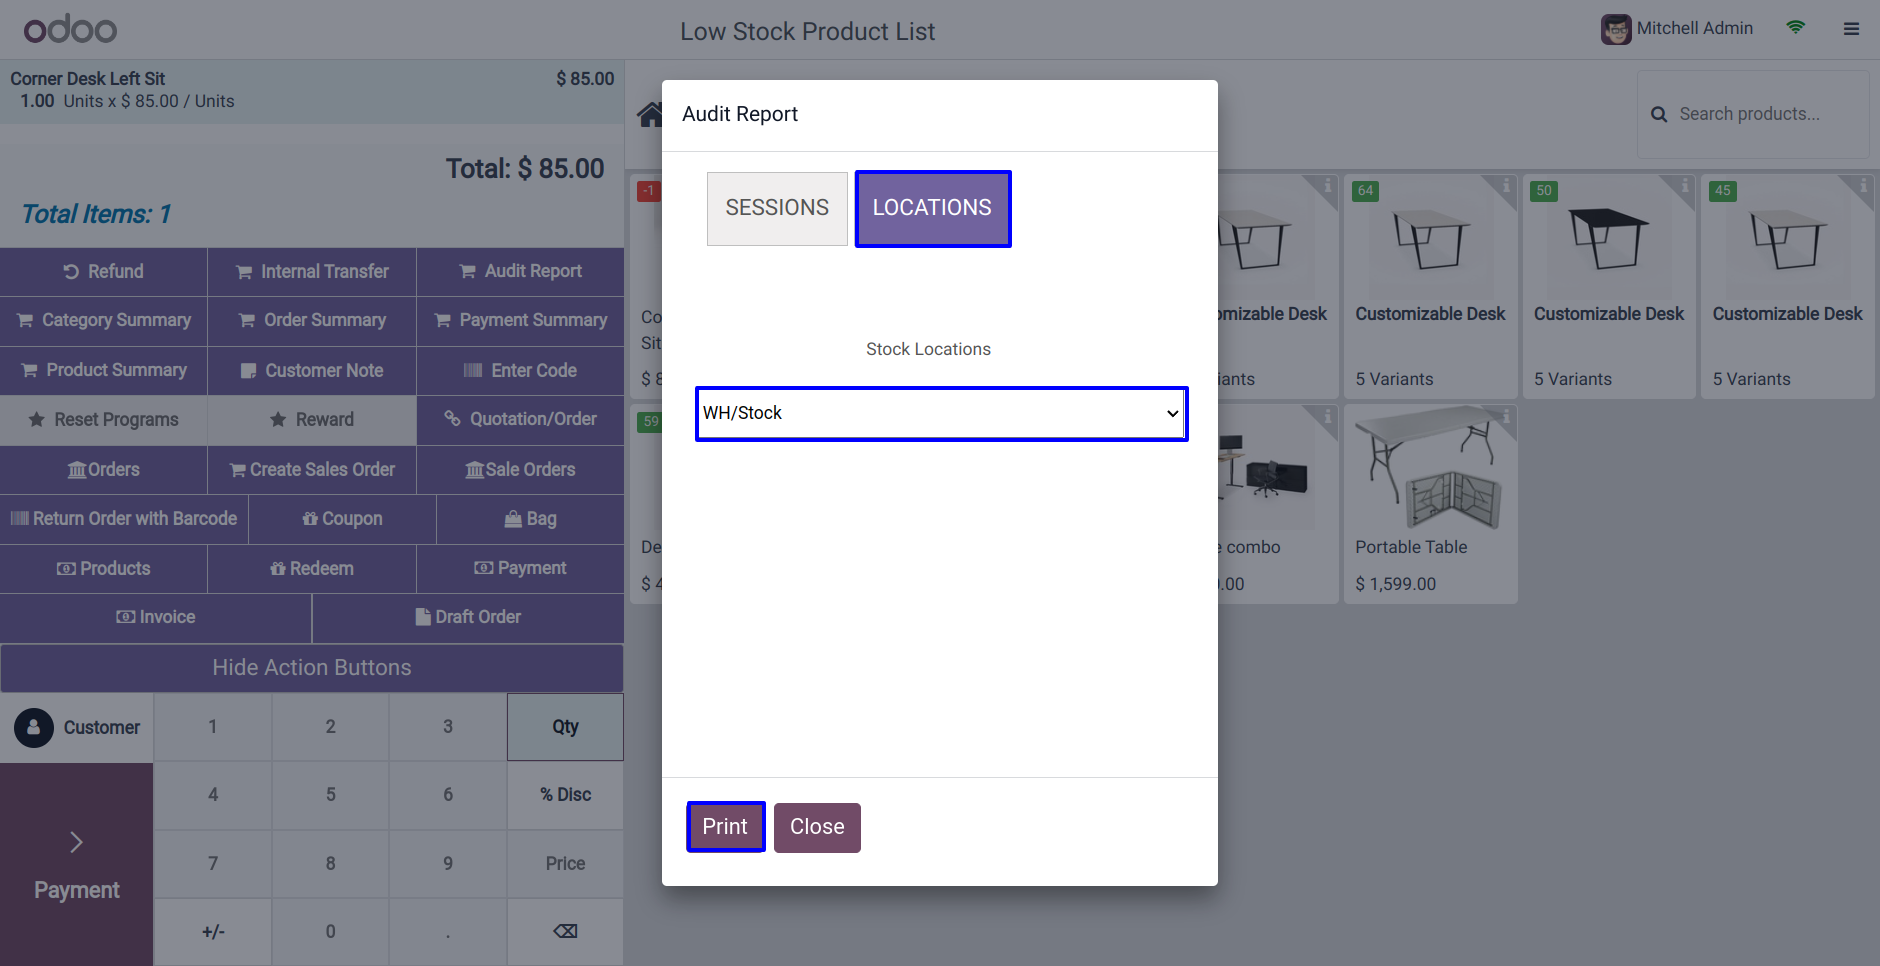 odoo
Low Stock Product List
Mitchell Admin
Corner Desk Left Sit
$ 85.00
1.00 Units x $ 85.00 / Units
Total: $ 85.00
Total Items: 1
Refund
Internal Transfer
Audit Report
Category Summary
Order Summary
Payment Summary
Product Summary
Customer Note
Enter Code
Reset Programs
Reward
Quotation/Order
Orders
Create Sales Order
Sale Orders
Return Order with Barcode
Coupon
Bag
Products
Redeem
Payment
Invoice
Draft Order
Hide Action Buttons
Customer
1
2
3
Qty
4
5
6
% Disc
7
8
9
Price
+/-
0
.
Payment
Search products...
Audit Report
SESSIONS
LOCATIONS
Stock Locations
WH/Stock
Print
Close
-1
Co
Sit
$ 8
omizable Desk
iants
64
Customizable Desk
5 Variants
50
Customizable Desk
5 Variants
45
Customizable Desk
5 Variants
59
De
$ 4
e combo
0.00
Portable Table
$ 1,599.00